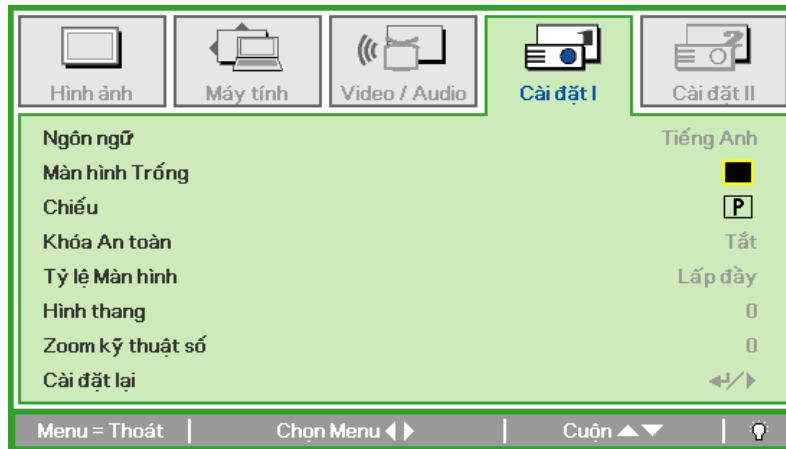 Hình ảnh Máy tính Video / Audio Cài đặt I Cài đặt II
Ngôn ngữ Tiếng Anh
Màn hình Trống
Chiếu P
Khóa An toàn Tắt
Tỷ lệ Màn hình Lấp đầy
Hình thang 0
Zoom kỹ thuật số 0
Cài đặt lại
Menu = Thoát Chọn Menu Cuộn